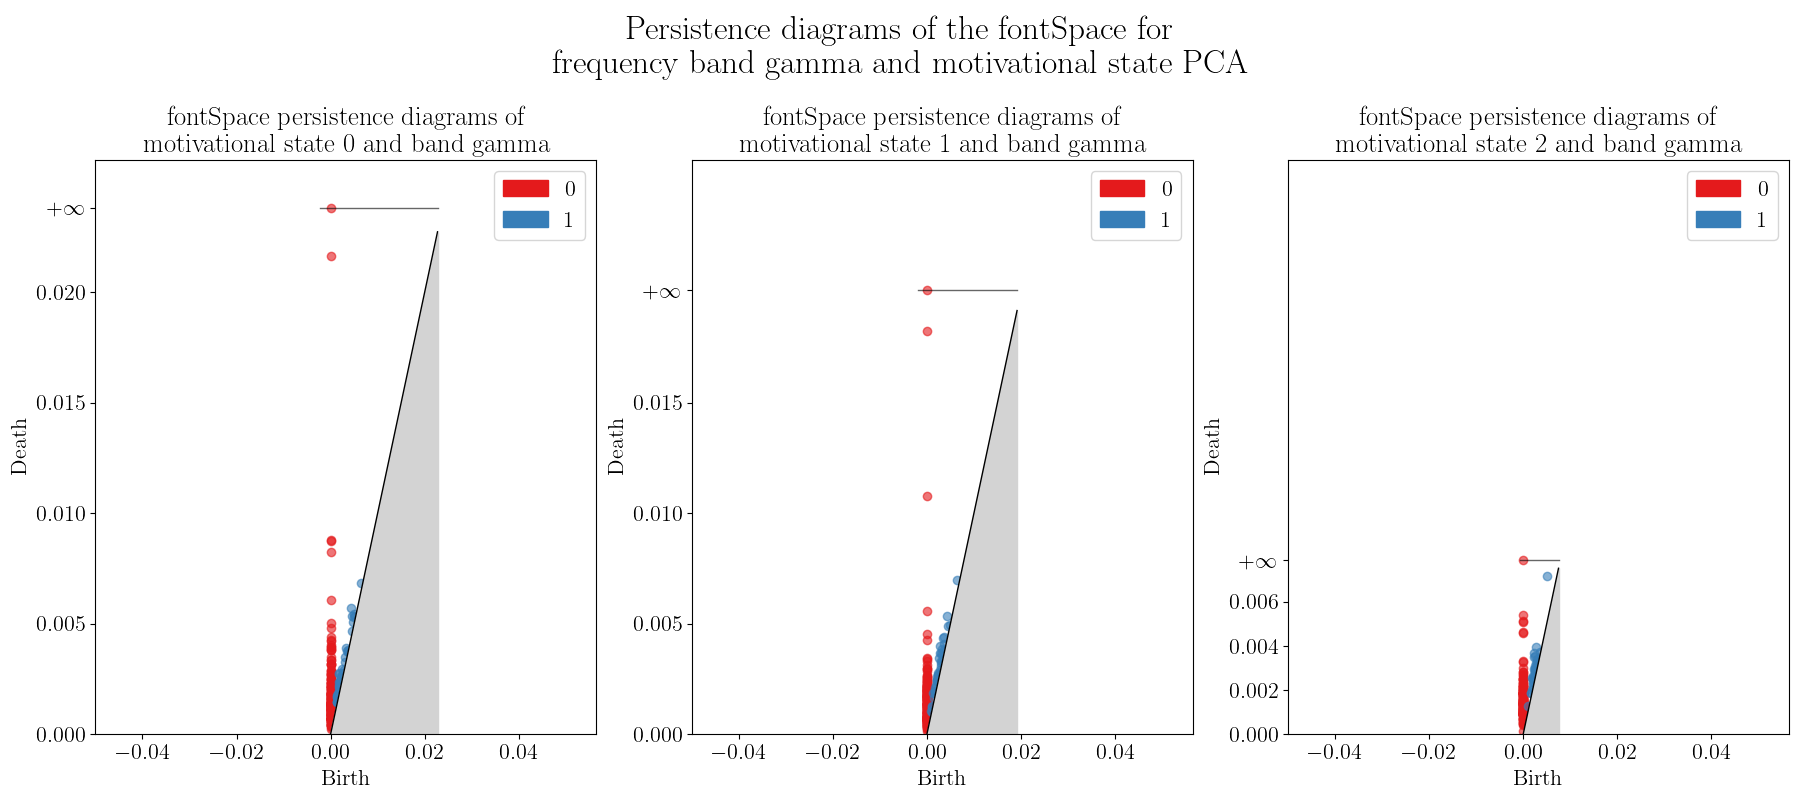 Persistence diagrams of the fontSpace for
frequency band gamma and motivational state PCA
fontSpace persistence diagrams of
motivational state 0 and band gamma
0
1
+∞
0.020
0.015
0.010
0.005
0.000
Death
−0.04
−0.02
0.00
0.02
0.04
Birth
fontSpace persistence diagrams of
motivational state 1 and band gamma
0
1
+∞
0.015
0.010
0.005
0.000
Death
−0.04
−0.02
0.00
0.02
0.04
Birth
fontSpace persistence diagrams of
motivational state 2 and band gamma
0
1
+∞
0.006
0.004
0.002
0.000
Death
−0.04
−0.02
0.00
0.02
0.04
Birth